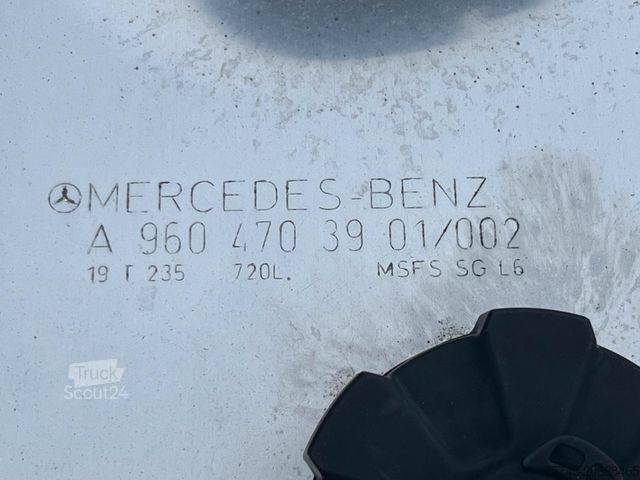 MERCEDES-BENZ
A 960 470 39 01/002
19 T 235 720L. MSFS SG L6
Truck
Scout24